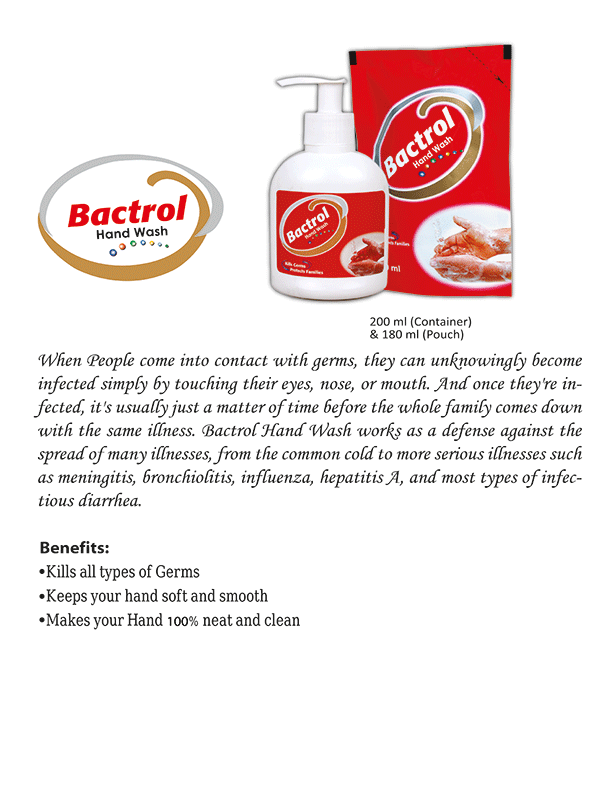 Bactrol
Hand Wash
Bactrol
Hand Wash
Kills Germs
Protects Families
Bactrol
Hand Wash
Families
ml
200 ml (Container)
& 180 ml (Pouch)
When People come into contact with germs, they can unknowingly become
infected simply by touching their eyes, nose, or mouth. And once they're in-
fected, it's usually just a matter of time before the whole family comes down
with the same illness. Bactrol Hand Wash works as a defense against the
spread of many illnesses, from the common cold to more serious illnesses such
as meningitis, bronchiolitis, influenza, hepatitis A, and most types of infec-
tious diarrhea.
Benefits:
•Kills all types of Germs
•Keeps your hand soft and smooth
•Makes your Hand 100% neat and clean